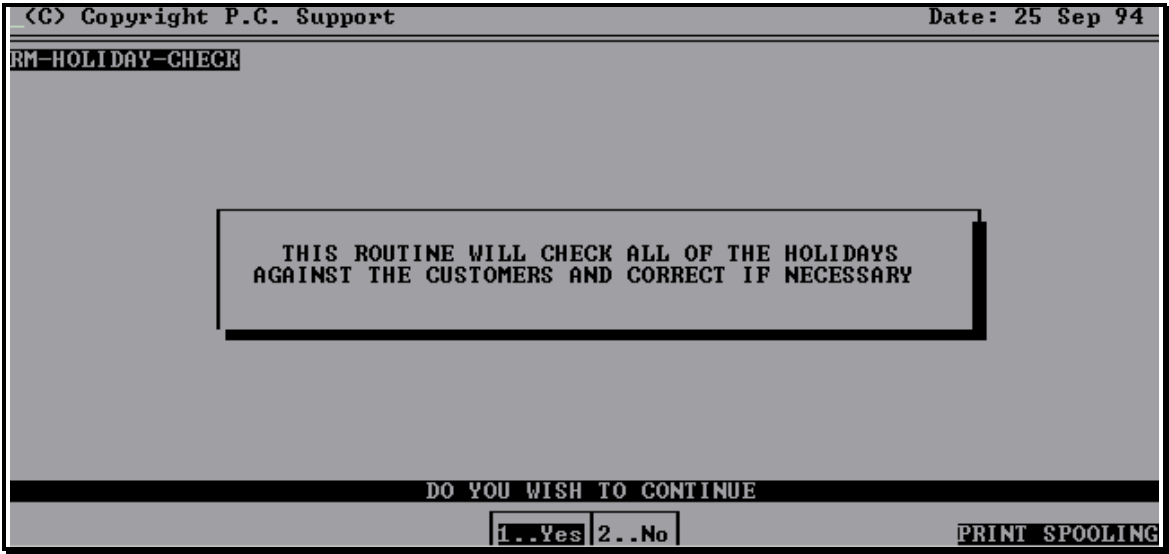 (C) Copyright P.C. Support Date: 25 Sep 94
RM-HOLIDAY-CHECK
THIS ROUTINE WILL CHECK ALL OF THE HOLIDAYS
AGAINST THE CUSTOMERS AND CORRECT IF NECESSARY
DO YOU WISH TO CONTINUE
1..Yes 2..No PRINT SPOOLING